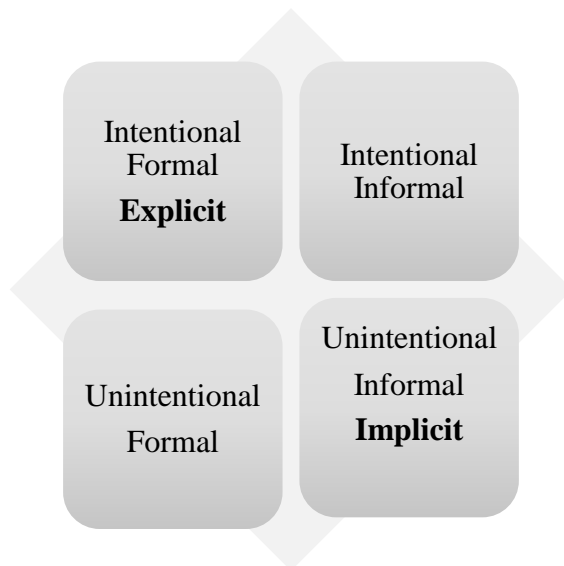 Intentional
Formal
Explicit
Intentional
Informal
Unintentional
Formal
Unintentional
Informal
Implicit